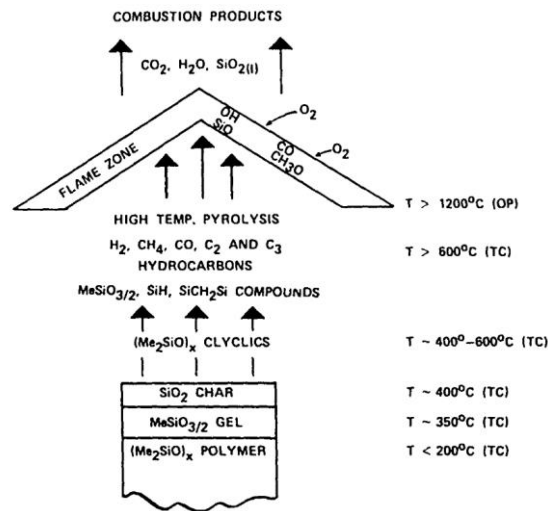 COMBUSTION PRODUCTS
CO₂, H₂O, SiO₂(l)
FLAME ZONE
OH
SiO
O₂
CO
CH3O
O₂
T > 1200°C (OP)
HIGH TEMP. PYROLYSIS
H₂, CH₄, CO, C₂ AND C₃
HYDROCARBONS
T > 600°C (TC)
MeSiO₃/₂, SiH, SiCH₂Si COMPOUNDS
(Me₂SiO)ₓ CLYCLICS
T ~ 400°-600°C (TC)
SiO₂ CHAR
T ~ 400°C (TC)
MeSiO₃/₂ GEL
T ~ 350°C (TC)
(Me₂SiO)ₓ POLYMER
T < 200°C (TC)